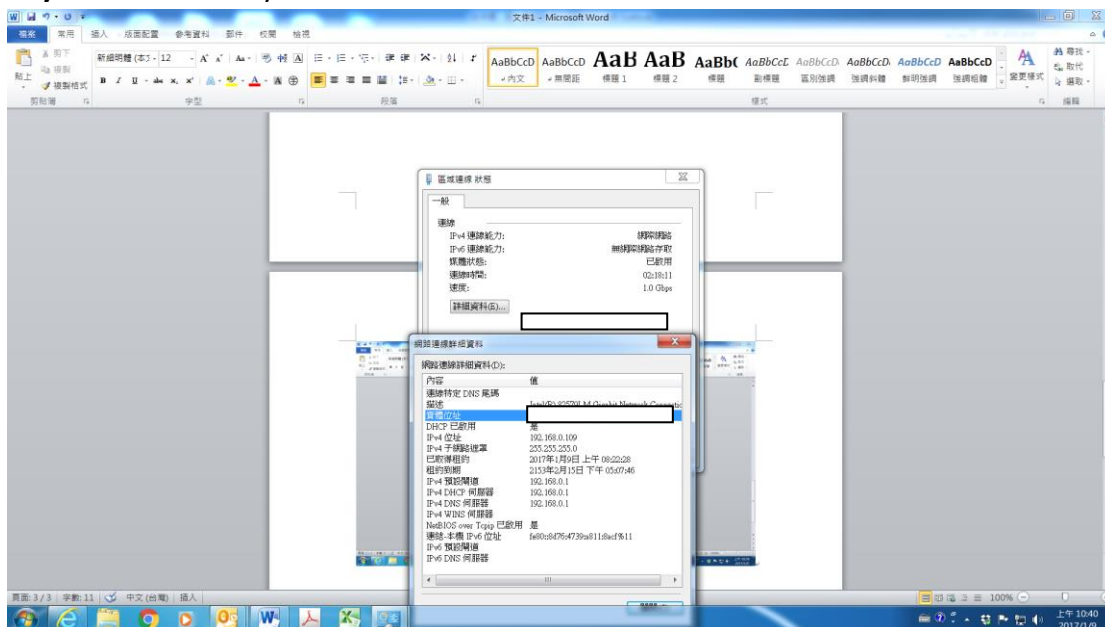 文件1 - Microsoft Word
檔案 常用 插入 版面配置 參考資料 郵件 校閱 檢視
剪下
複製
貼上 複製格式
新細明體 (本文 12
AaBbCcD AaBbCcD AaB AaB AaBb( AaBbCcD AaBbCcD AaBbCcD AaBbCcD AaBbCcD
內文 無間距 標題 1 標題 2 標題 副標題 區別強調 強調斜體 鮮明強調 強調粗體
變更樣式
尋找
取代
選取
剪貼簿 字型 段落 樣式 編輯
區域連線 狀態
一般
連線
IPv4 連線能力: 網際網路
IPv6 連線能力: 無網際網路存取
媒體狀態: 已啟用
連線時間: 02:18:11
速度: 1.0 Gbps
詳細資料(E)...
網路連線詳細資料
網路連線詳細資料(D):
內容 值
連線特定 DNS 尾碼
描述 Intel(R) 82579LM Gigabit Network Connectio
實體位址
DHCP 已啟用 是
IPv4 位址 192.168.0.109
IPv4 子網路遮罩 255.255.255.0
已取得租約 2017年1月9日 上午 08:22:28
租約到期 2153年2月15日 下午 05:07:46
IPv4 預設閘道 192.168.0.1
IPv4 DHCP 伺服器 192.168.0.1
IPv4 DNS 伺服器 192.168.0.1
IPv4 WINS 伺服器
NetBIOS over Tcpip 已啟用 是
連結-本機 IPv6 位址 fe80::8d76:4739:a811:8acf%11
IPv6 預設閘道
IPv6 DNS 伺服器
頁面: 3 / 3 字數: 11 中文 (台灣) 插入
100%
上午 10:40
2017/1/9